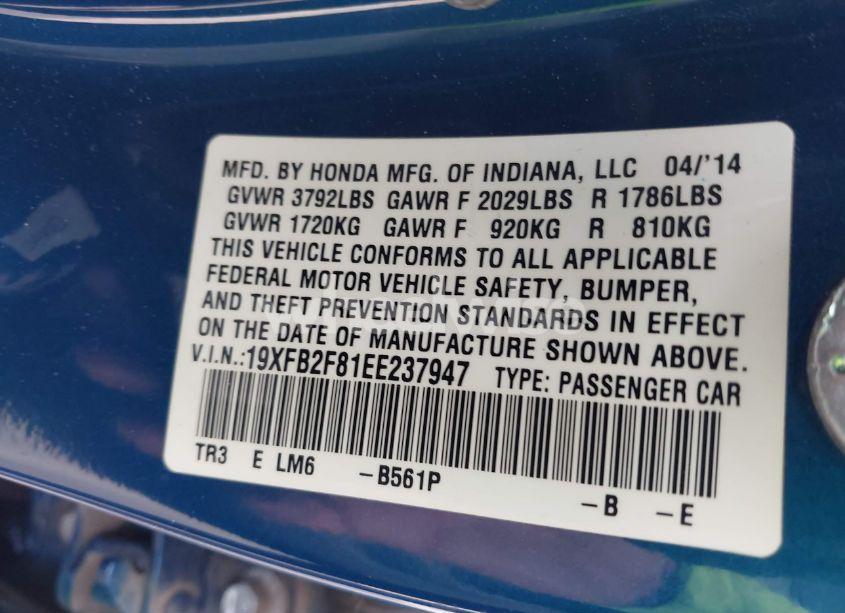 MFD. BY HONDA MFG. OF INDIANA, LLC 04/'14
GVWR 3792LBS GAWR F 2029LBS R 1786LBS
GVWR 1720KG GAWR F 920KG R 810KG
THIS VEHICLE CONFORMS TO ALL APPLICABLE
FEDERAL MOTOR VEHICLE SAFETY, BUMPER,
AND THEFT PREVENTION STANDARDS IN EFFECT
ON THE DATE OF MANUFACTURE SHOWN ABOVE.
V.I.N.:19XFB2F81EE237947 TYPE: PASSENGER CAR
TR3 E LM6 -B561P -B -E